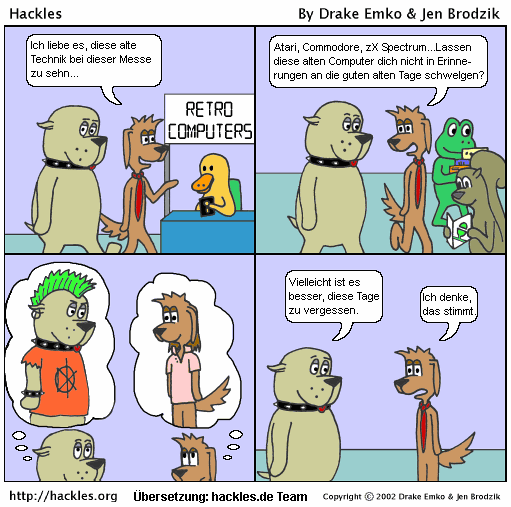 Hackles
By Drake Emko & Jen Brodzik
Ich liebe es, diese alte
Technik bei dieser Messe
zu sehn...
RETRO
COMPUTERS
Atari, Commodore, zX Spectrum...Lassen
diese alten Computer dich nicht in Erinne-
rungen an die guten alten Tage schwelgen?
Vielleicht ist es
besser, diese Tage
zu vergessen.
Ich denke,
das stimmt.
http://hackles.org
Übersetzung: hackles.de Team
Copyright © 2002 Drake Emko & Jen Brodzik